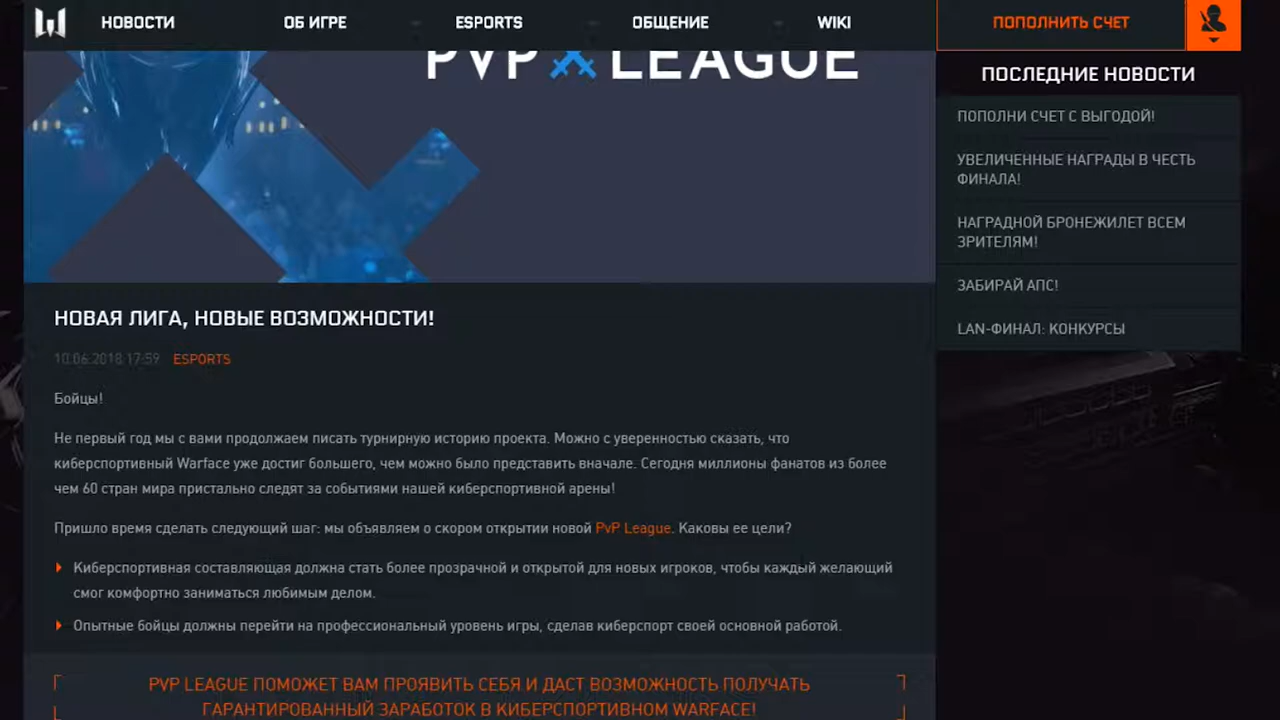 НОВОСТИ
ОБ ИГРЕ
ESPORTS
ОБЩЕНИЕ
WIKI
ПОПОЛНИТЬ СЧЕТ
PVP LEAGUE
НОВАЯ ЛИГА, НОВЫЕ ВОЗМОЖНОСТИ!
10.06.2018 17:59 ESPORTS
Бойцы!
Не первый год мы с вами продолжаем писать турнирную историю проекта. Можно с уверенностью сказать, что
киберспортивный Warface уже достиг большего, чем можно было представить вначале. Сегодня миллионы фанатов из более
чем 60 стран мира пристально следят за событиями нашей киберспортивной арены!
Пришло время сделать следующий шаг: мы объявляем о скором открытии новой PvP League. Каковы ее цели?
Киберспортивная составляющая должна стать более прозрачной и открытой для новых игроков, чтобы каждый желающий
смог комфортно заниматься любимым делом.
Опытные бойцы должны перейти на профессиональный уровень игры, сделав киберспорт своей основной работой.
PVP LEAGUE ПОМОЖЕТ ВАМ ПРОЯВИТЬ СЕБЯ И ДАСТ ВОЗМОЖНОСТЬ ПОЛУЧАТЬ
ГАРАНТИРОВАННЫЙ ЗАРАБОТОК В КИБЕРСПОРТИВНОМ WARFACE!
ПОСЛЕДНИЕ НОВОСТИ
ПОПОЛНИ СЧЕТ С ВЫГОДОЙ!
УВЕЛИЧЕННЫЕ НАГРАДЫ В ЧЕСТЬ
ФИНАЛА!
НАГРАДНОЙ БРОНЕЖИЛЕТ ВСЕМ
ЗРИТЕЛЯМ!
ЗАБИРАЙ АПС!
LAN-ФИНАЛ: КОНКУРСЫ